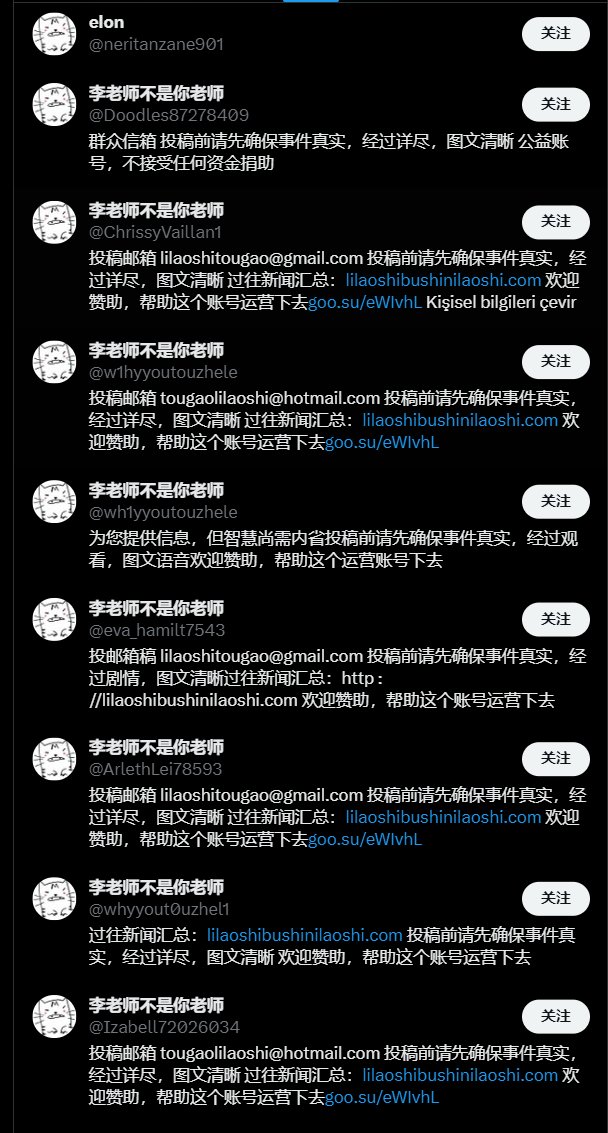 elon
@neritanzane901
关注
李老师不是你老师
@Doodles87278409
关注
群众信箱 投稿前请先确保事件真实，经过详尽，图文清晰 公益账
号，不接受任何资金捐助
李老师不是你老师
@ChrissyVaillan1
关注
投稿邮箱 lilaoshitougao@gmail.com 投稿前请先确保事件真实，经
过详尽，图文清晰 过往新闻汇总：lilaoshibushinilaoshi.com 欢迎
赞助，帮助这个账号运营下去goo.su/eWIvhL Kişisel bilgileri çevir
李老师不是你老师
@w1hyyoutouzhele
关注
投稿邮箱 tougaolilaoshi@hotmail.com 投稿前请先确保事件真实，
经过详尽，图文清晰 过往新闻汇总：lilaoshibushinilaoshi.com 欢
迎赞助，帮助这个账号运营下去goo.su/eWIvhL
李老师不是你老师
@wh1yyoutouzhele
关注
为您提供信息，但智慧尚需内省投稿前请先确保事件真实，经过观
看，图文语音欢迎赞助，帮助这个运营账号下去
李老师不是你老师
@eva_hamilt7543
关注
投邮箱稿 lilaoshitougao@gmail.com 投稿前请先确保事件真实，经
过剧情，图文清晰过往新闻汇总：http :
//lilaoshibushinilaoshi.com 欢迎赞助，帮助这个账号运营下去
李老师不是你老师
@ArlethLei78593
关注
投稿邮箱 lilaoshitougao@gmail.com 投稿前请先确保事件真实，经
过详尽，图文清晰 过往新闻汇总：lilaoshibushinilaoshi.com 欢迎
赞助，帮助这个账号运营下去goo.su/eWIvhL
李老师不是你老师
@whyyout0uzhel1
关注
过往新闻汇总：lilaoshibushinilaoshi.com 投稿前请先确保事件真
实，经过详尽，图文清晰 欢迎赞助，帮助这个账号运营下去
李老师不是你老师
@Izabell72026034
关注
投稿邮箱 tougaolilaoshi@hotmail.com 投稿前请先确保事件真实，
经过详尽，图文清晰 过往新闻汇总：lilaoshibushinilaoshi.com 欢
迎赞助，帮助这个账号运营下去goo.su/eWIvhL